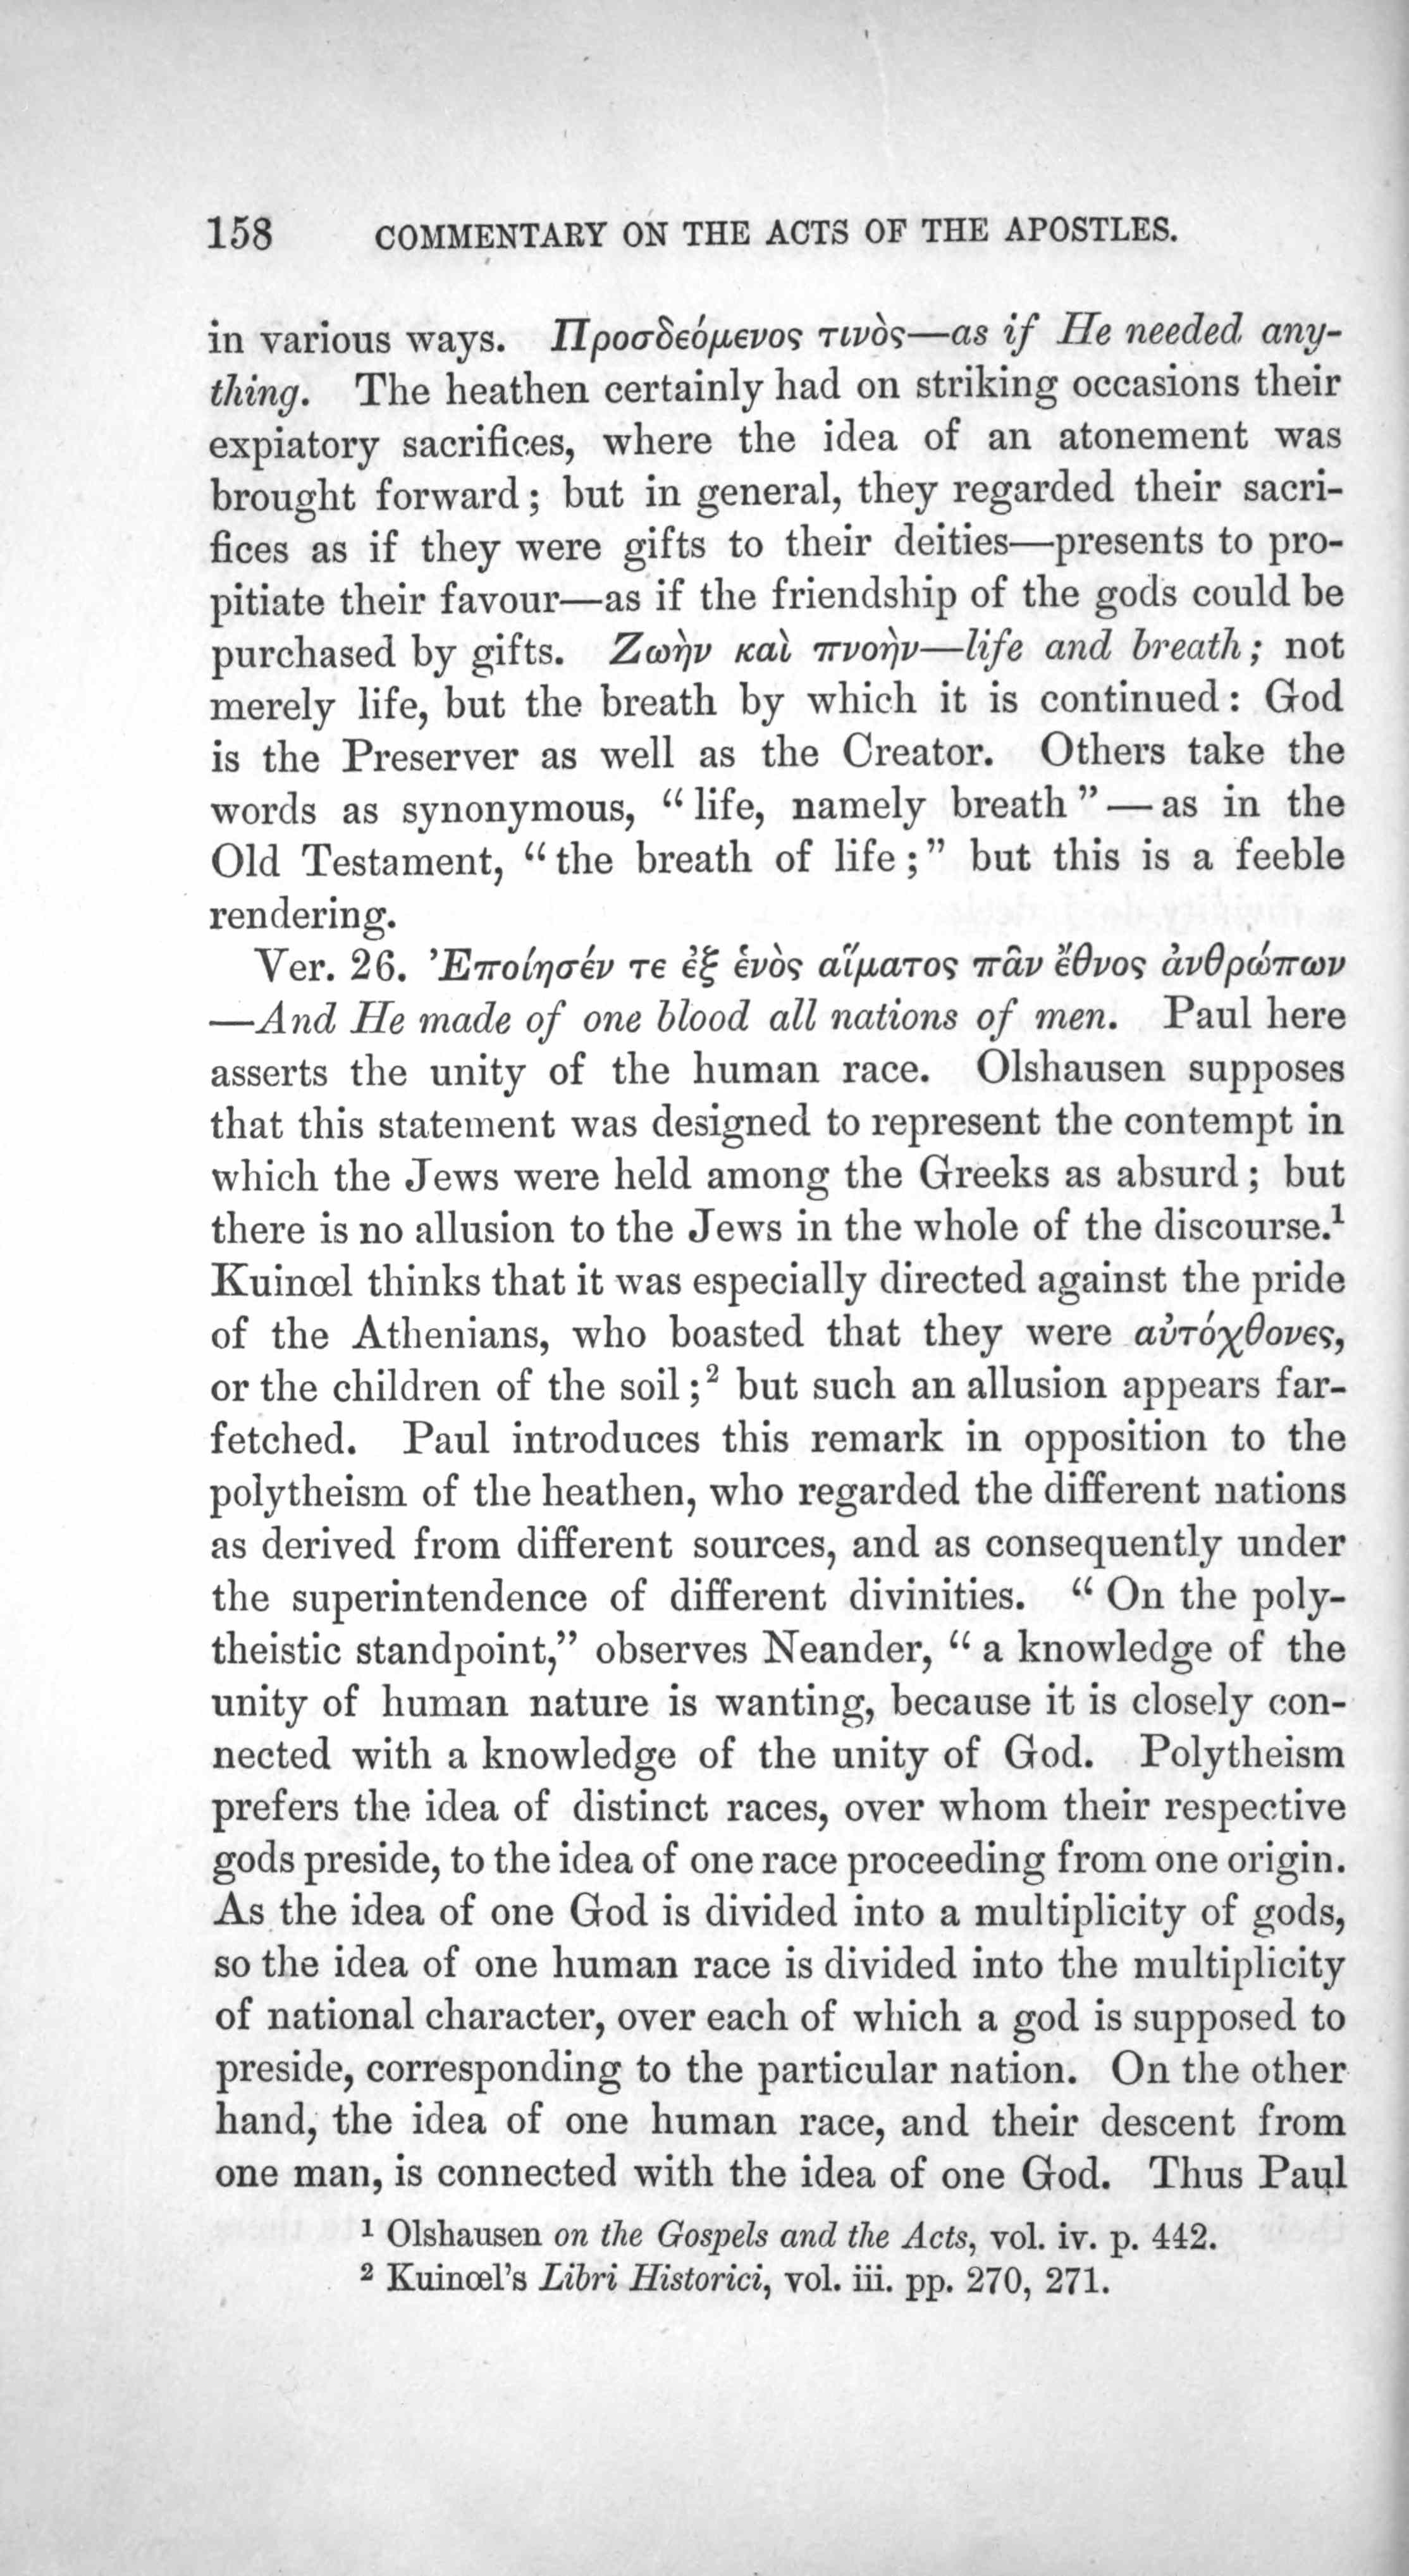 158 COMMENTARY ON THE ACTS OF THE APOSTLES.
in various ways. Προσδεόμενος τινὸς—as if He needed any-
thing. The heathen certainly had on striking occasions their
expiatory sacrifices, where the idea of an atonement was
brought forward; but in general, they regarded their sacri-
fices as if they were gifts to their deities—presents to pro-
pitiate their favour—as if the friendship of the gods could be
purchased by gifts. Ζωὴν καὶ πνοὴν—life and breath; not
merely life, but the breath by which it is continued: God
is the Preserver as well as the Creator. Others take the
words as synonymous, “life, namely breath”—as in the
Old Testament, “the breath of life;” but this is a feeble
rendering.
Ver. 26. Ἐποίησέν τε ἐξ ἑνὸς αἵματος πᾶν ἔθνος ἀνθρώπων
—And He made of one blood all nations of men. Paul here
asserts the unity of the human race. Olshausen supposes
that this statement was designed to represent the contempt in
which the Jews were held among the Greeks as absurd; but
there is no allusion to the Jews in the whole of the discourse.¹
Kuinœl thinks that it was especially directed against the pride
of the Athenians, who boasted that they were αὐτόχθονες,
or the children of the soil;² but such an allusion appears far-
fetched. Paul introduces this remark in opposition to the
polytheism of the heathen, who regarded the different nations
as derived from different sources, and as consequently under
the superintendence of different divinities. “On the poly-
theistic standpoint,” observes Neander, “a knowledge of the
unity of human nature is wanting, because it is closely con-
nected with a knowledge of the unity of God. Polytheism
prefers the idea of distinct races, over whom their respective
gods preside, to the idea of one race proceeding from one origin.
As the idea of one God is divided into a multiplicity of gods,
so the idea of one human race is divided into the multiplicity
of national character, over each of which a god is supposed to
preside, corresponding to the particular nation. On the other
hand, the idea of one human race, and their descent from
one man, is connected with the idea of one God. Thus Paul
¹ Olshausen on the Gospels and the Acts, vol. iv. p. 442.
² Kuinœl's Libri Historici, vol. iii. pp. 270, 271.